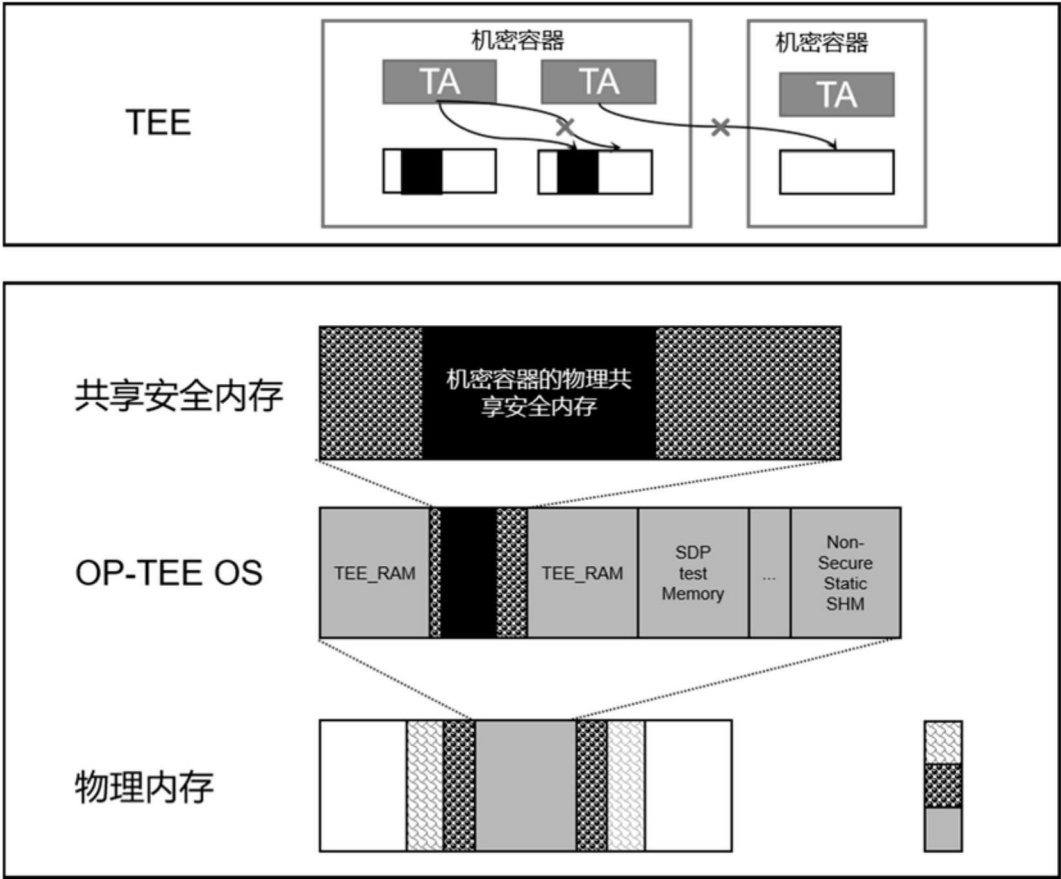 机密容器
机密容器
TA
TA
TA
TEE
共享安全内存
机密容器的物理共
享安全内存
OP-TEE OS
TEE_RAM
TEE_RAM
SDP
test
Memory
...
Non-
Secure
Static
SHM
物理内存